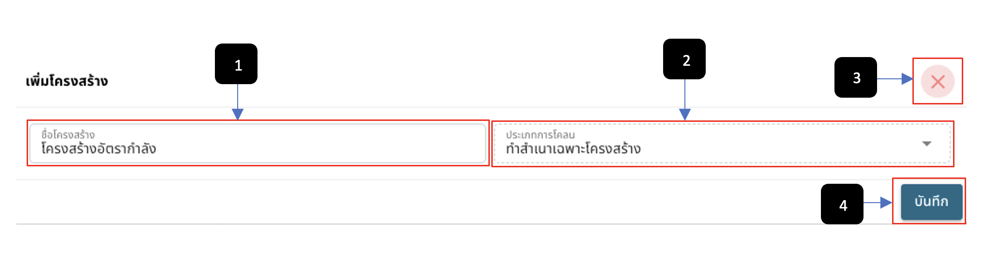 1
2
3
เพิ่มโครงสร้าง
ชื่อโครงสร้าง
โครงสร้างอัตรากำลัง
ประเภทการโคลน
ทำสำเนาเฉพาะโครงสร้าง
4
บันทึก